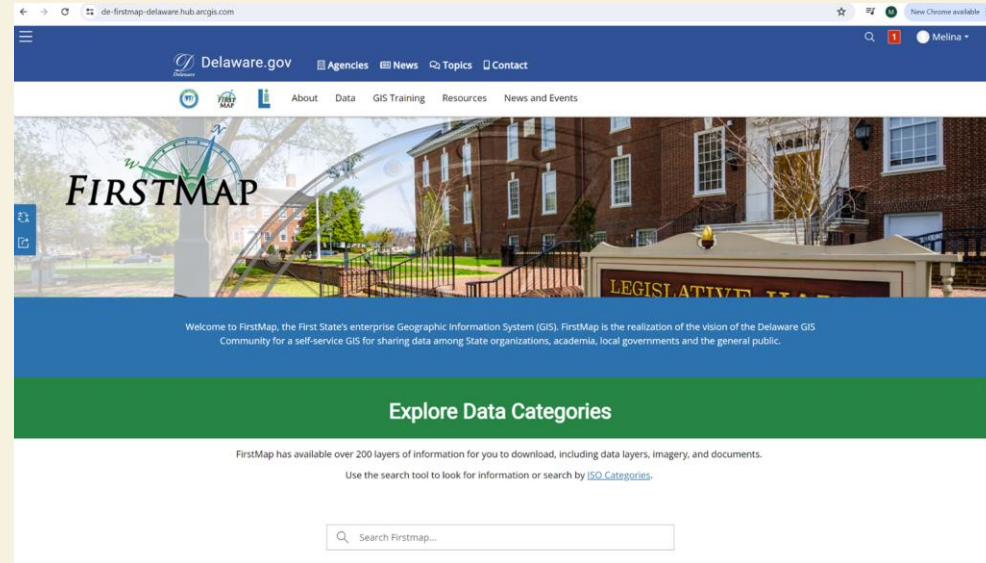 de-firstmap-delaware.hub.arcgis.com
M
New Chrome available
1
Melina
Delaware
Delaware.gov
Agencies
News
Topics
Contact
FIRST
MAP
About
Data
GIS Training
Resources
News and Events
N
W
FIRSTMAP
LEGISLATIVE
Welcome to FirstMap, the First State's enterprise Geographic Information System (GIS). FirstMap is the realization of the vision of the Delaware GIS
Community for a self-service GIS for sharing data among State organizations, academia, local governments and the general public.
Explore Data Categories
FirstMap has available over 200 layers of information for you to download, including data layers, imagery, and documents.
Use the search tool to look for information or search by ISO Categories.
Search Firstmap...